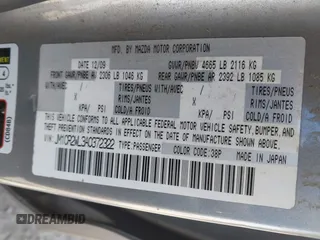 MFD. BY MAZDA MOTOR CORPORATION
DATE 12/09 GVWR/PNBV 4665 LB 2116 KG
FRONT GAWR/PNBE AV 2306 LB 1046 KG REAR GAWR/PNBE AR 2392 LB 1085 KG
WITH/AVEC TIRES/PNEUS WITH/AVEC TIRES/PNEUS
X RIMS/JANTES X RIMS/JANTES
KPA/ PSI COLD/A FROID KPA/ PSI COLD/A FROID
THIS VEHICLE CONFORMS TO ALL APPLICABLE FEDERAL MOTOR VEHICLE SAFETY, BUMPER, AND THEFT PREVENTION STANDARDS IN EFFECT ON THE DATE OF MANUFACTURE SHOWN ABOVE.
TYPE PASSENGER
COLOR CODE: 38P MADE IN JAPAN
4
AUTOBIDMASTER